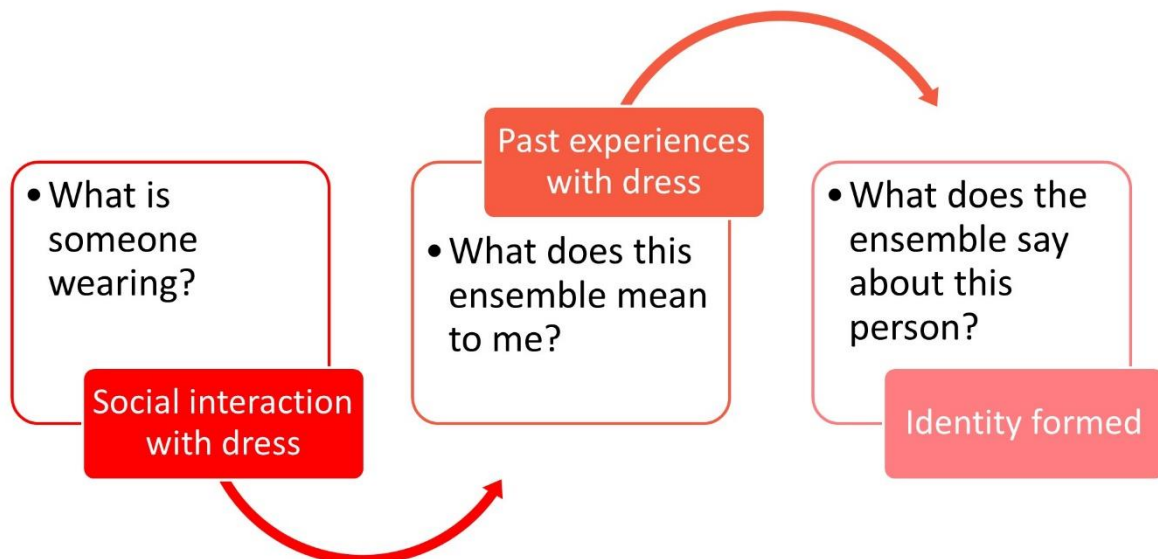 • What is
someone
wearing?
Social interaction
with dress
Past experiences
with dress
• What does this
ensemble mean
to me?
• What does the
ensemble say
about this
person?
Identity formed